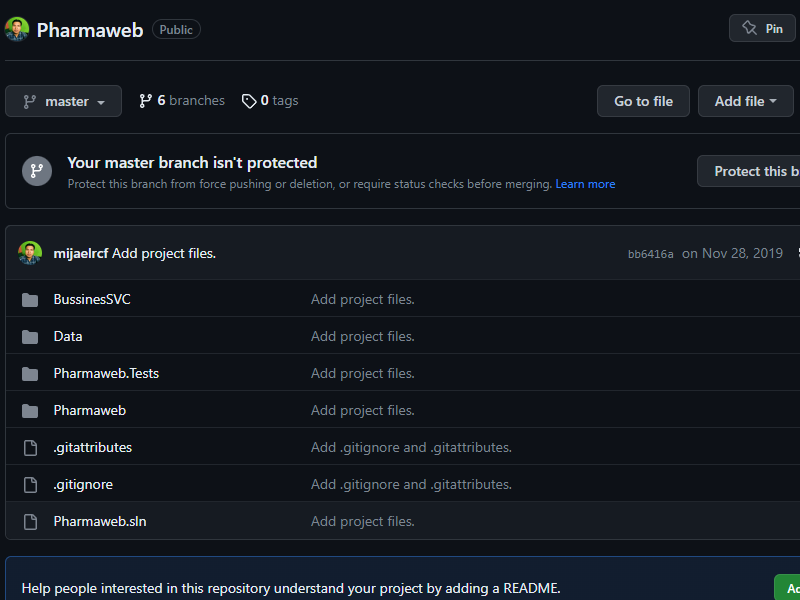 Pharmaweb Public Pin
master 6 branches 0 tags Go to file Add file
Your master branch isn't protected
Protect this branch from force pushing or deletion, or require status checks before merging. Learn more
Protect this b
mijaelrcf Add project files. bb6416a on Nov 28, 2019
BussinesSVC Add project files.
Data Add project files.
Pharmaweb.Tests Add project files.
Pharmaweb Add project files.
.gitattributes Add .gitignore and .gitattributes.
.gitignore Add .gitignore and .gitattributes.
Pharmaweb.sln Add project files.
Help people interested in this repository understand your project by adding a README.